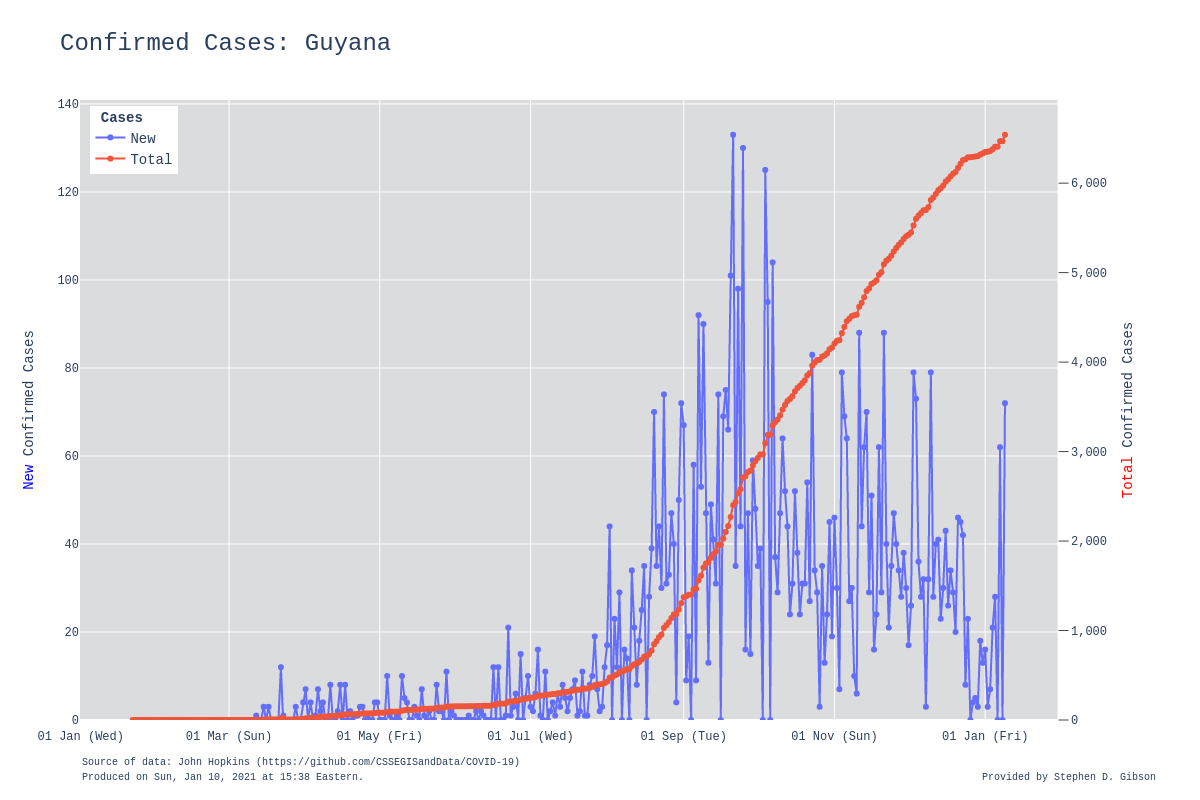 Confirmed Cases: Guyana
Cases
New
Total
140
120
100
80
60
40
20
0
6,000
5,000
4,000
3,000
2,000
1,000
0
New Confirmed Cases
Total Confirmed Cases
01 Jan (Wed) 01 Mar (Sun) 01 May (Fri) 01 Jul (Wed) 01 Sep (Tue) 01 Nov (Sun) 01 Jan (Fri)
Source of data: John Hopkins (https://github.com/CSSEGISandData/COVID-19)
Produced on Sun, Jan 10, 2021 at 15:38 Eastern.
Provided by Stephen D. Gibson